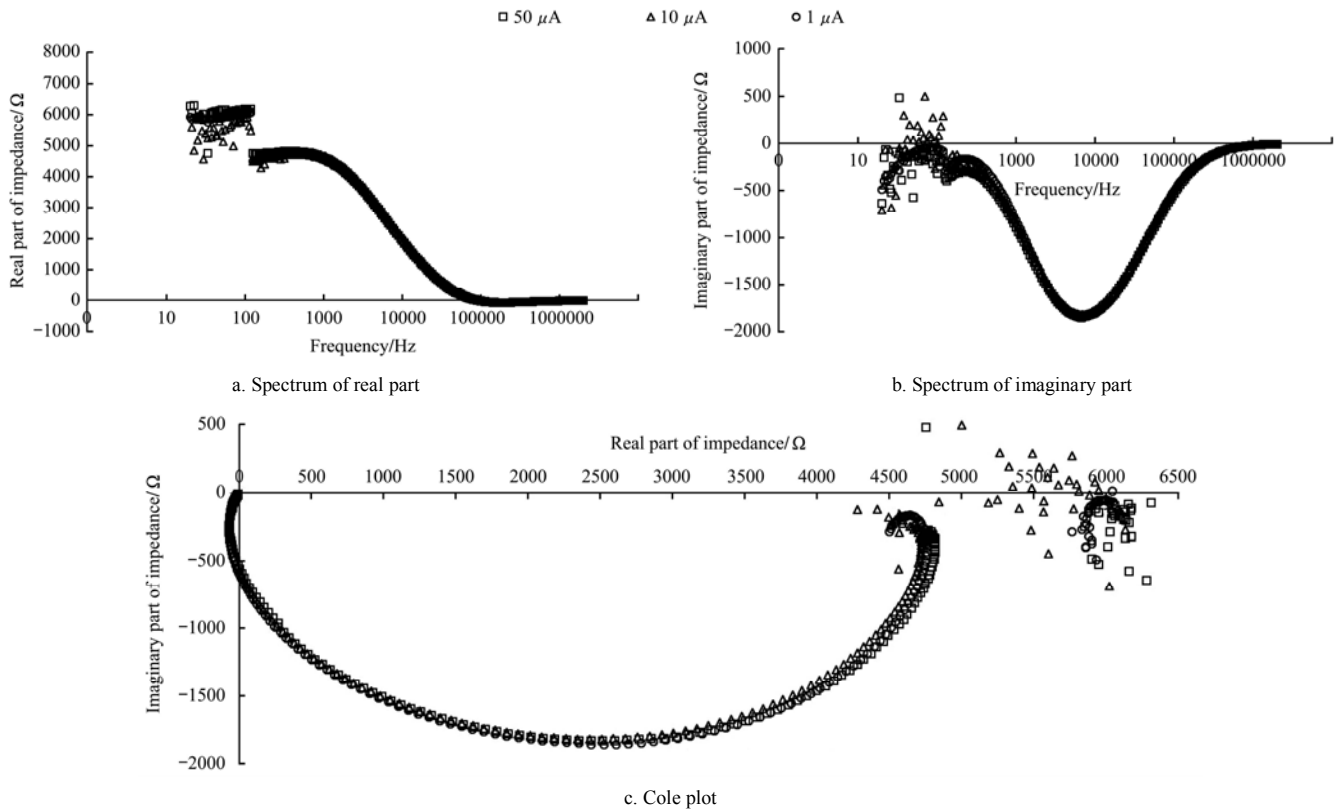 50 μA 10 μA 1 μA
8000
7000
6000
5000
4000
3000
2000
1000
0
−1000
Real part of impedance/Ω
0 10 100 1000 10000 100000 1000000
Frequency/Hz
a. Spectrum of real part
1000
500
0
−500
−1000
−1500
−2000
Imaginary part of impedance/Ω
0 10 1000 10000 100000 1000000
Frequency/Hz
b. Spectrum of imaginary part
500
0
−500
−1000
−1500
−2000
Imaginary part of impedance/Ω
Real part of impedance/Ω
0 500 1000 1500 2000 2500 3000 3500 4000 4500 5000 5500 6000 6500
c. Cole plot